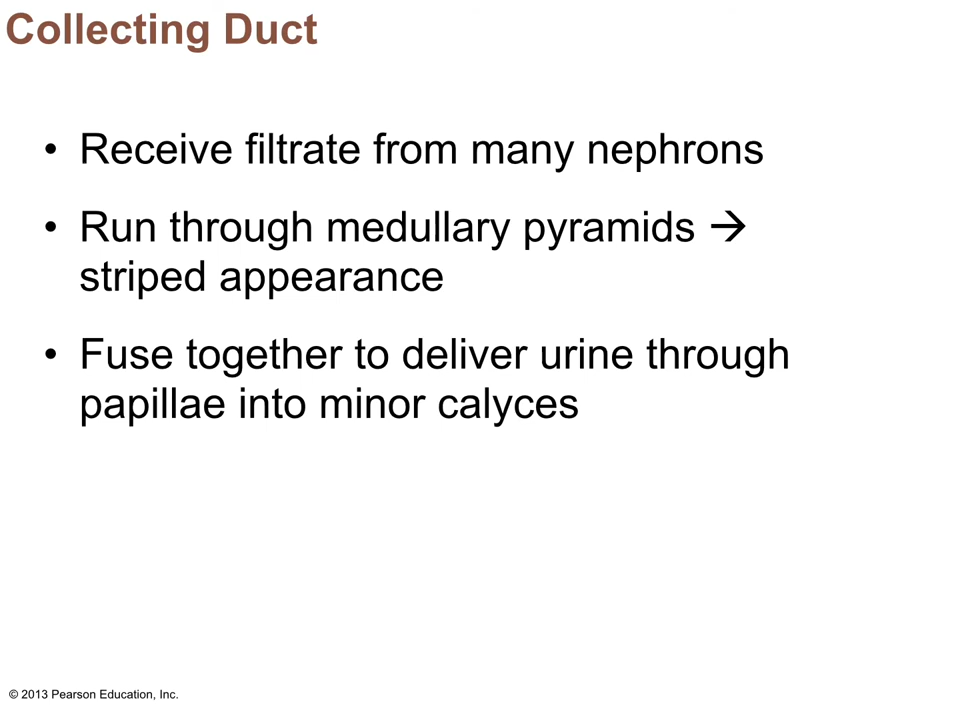 Collecting Duct
• Receive filtrate from many nephrons
• Run through medullary pyramids →
striped appearance
• Fuse together to deliver urine through
papillae into minor calyces
© 2013 Pearson Education, Inc.